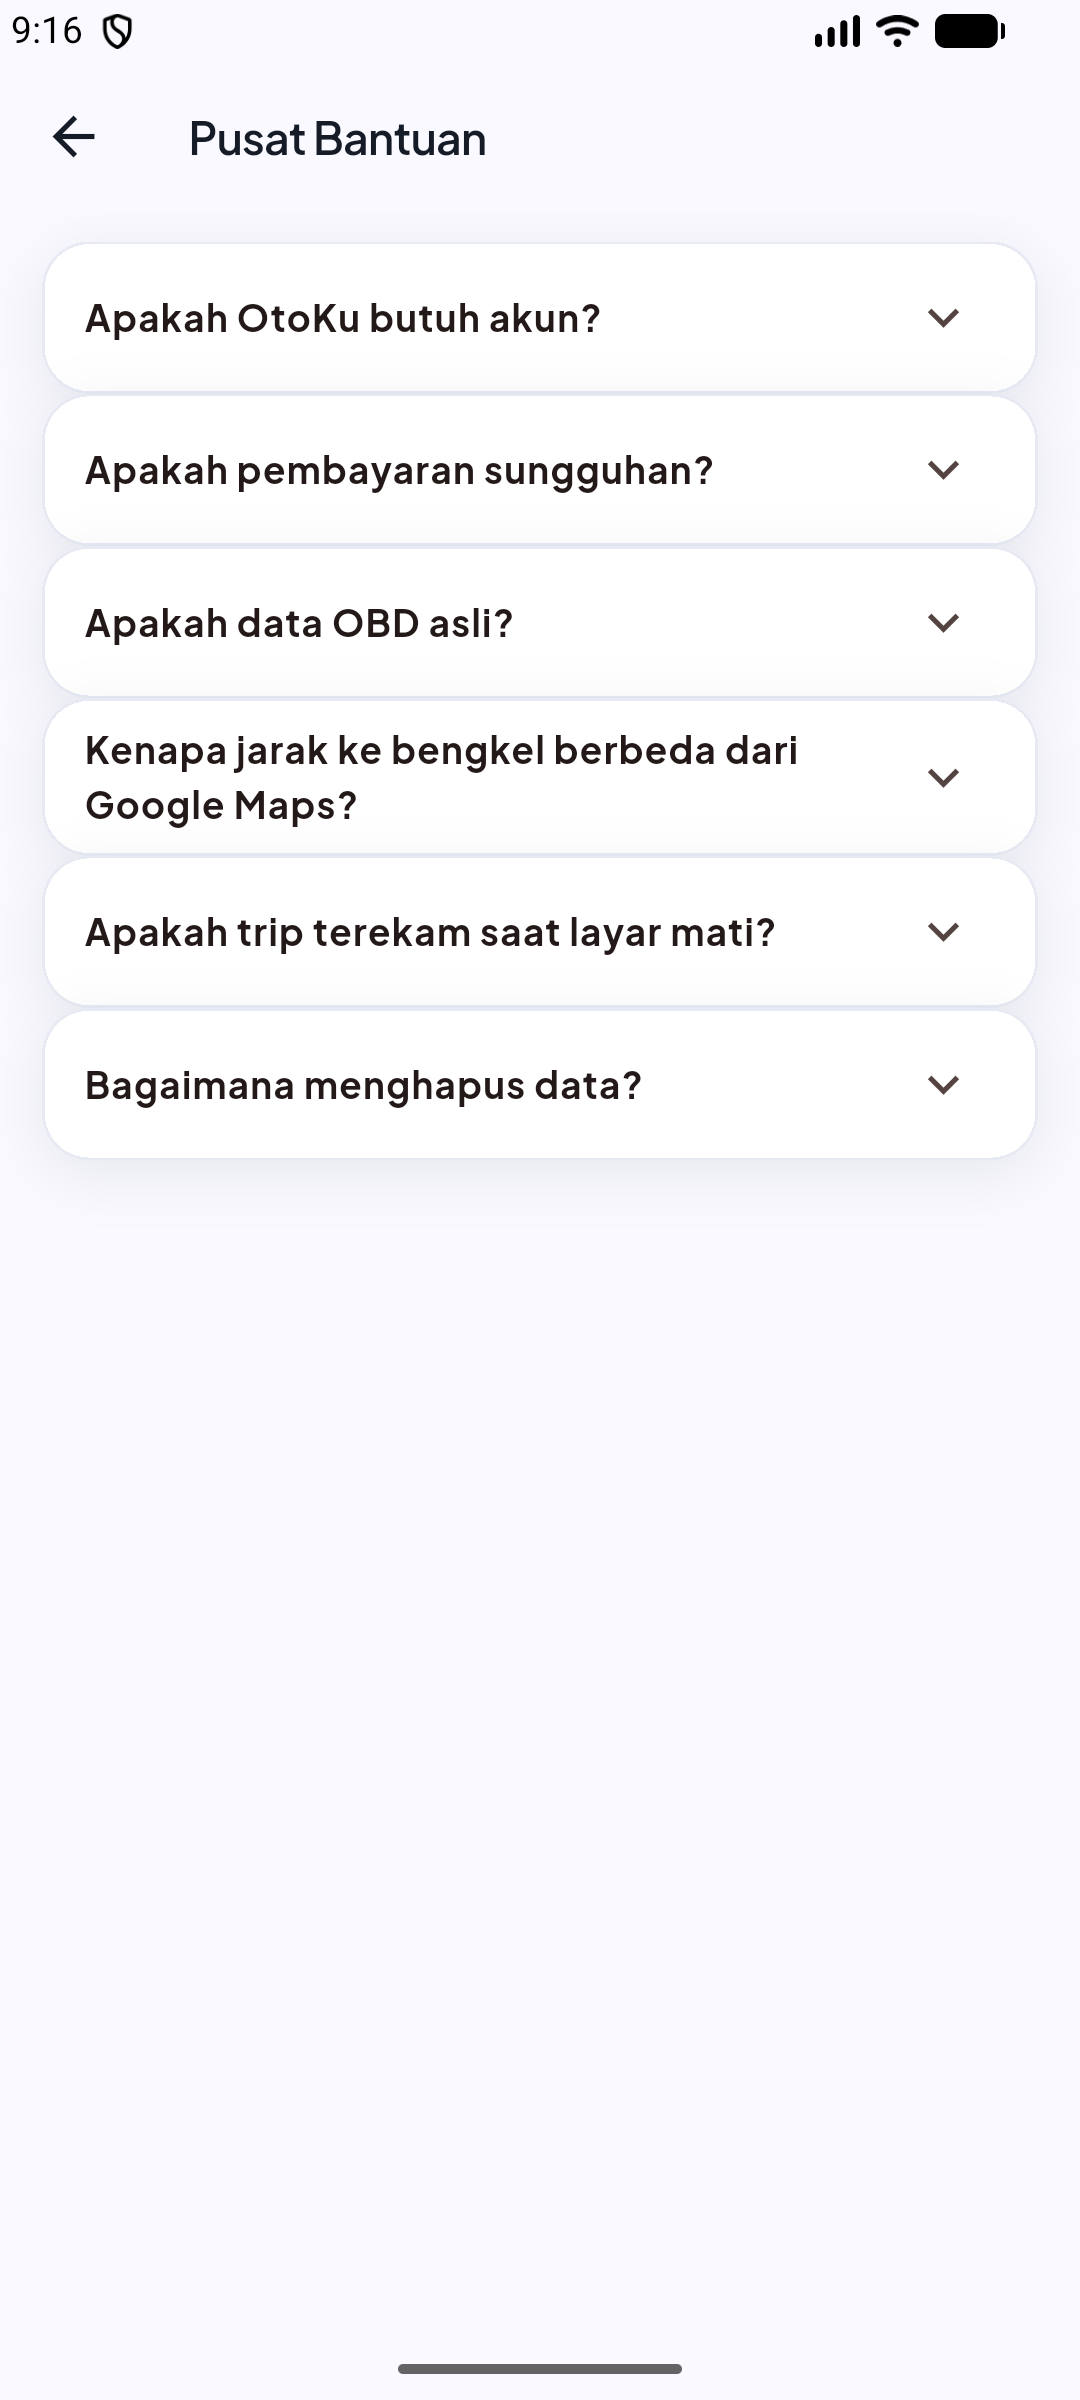 9:16
Pusat Bantuan
Apakah OtoKu butuh akun?
Apakah pembayaran sungguhan?
Apakah data OBD asli?
Kenapa jarak ke bengkel berbeda dari
Google Maps?
Apakah trip terekam saat layar mati?
Bagaimana menghapus data?